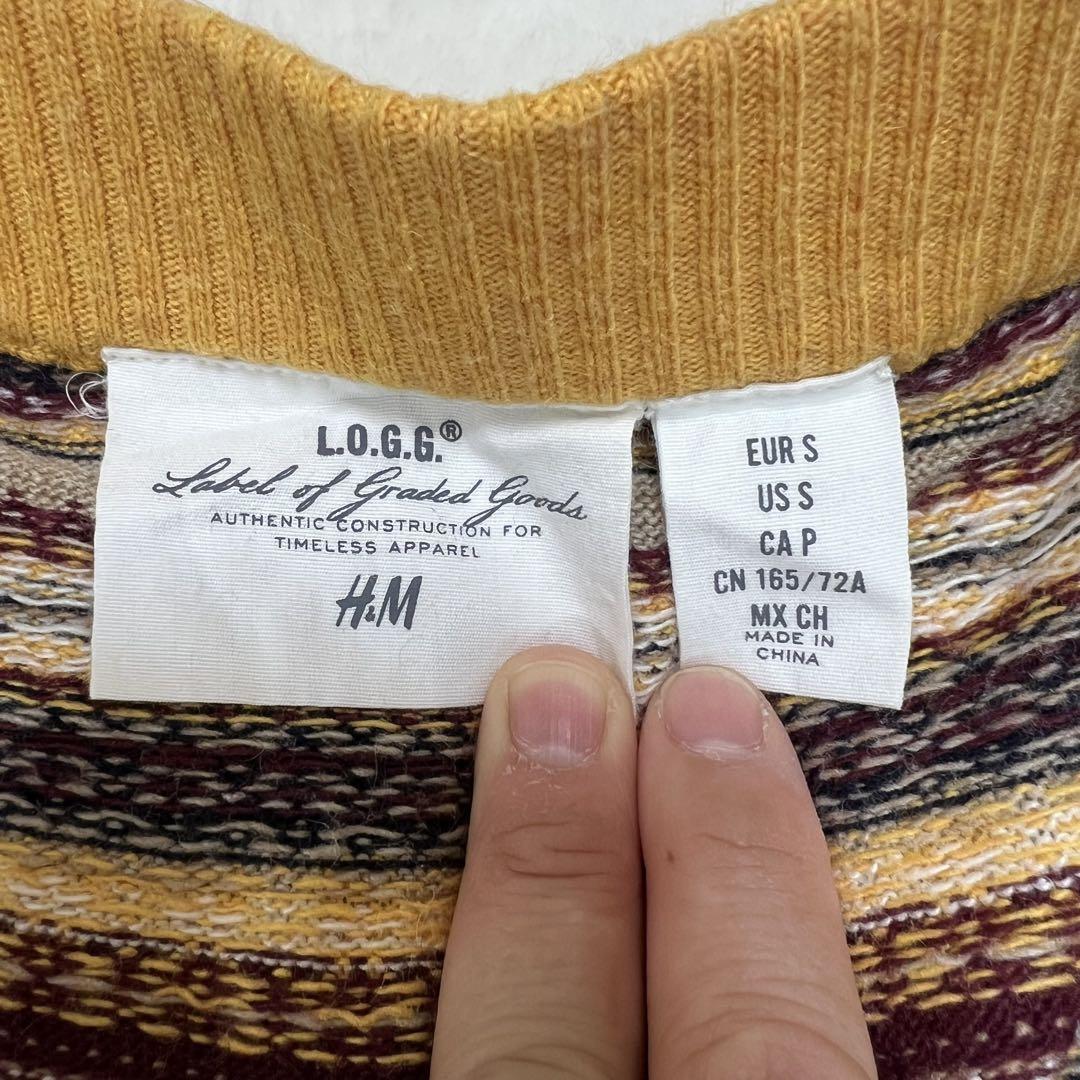 L.O.G.G.®
Label of Graded Goods
AUTHENTIC CONSTRUCTION FOR
TIMELESS APPAREL
H&M
EUR S
US S
CA P
CN 165/72A
MX CH
MADE IN
CHINA